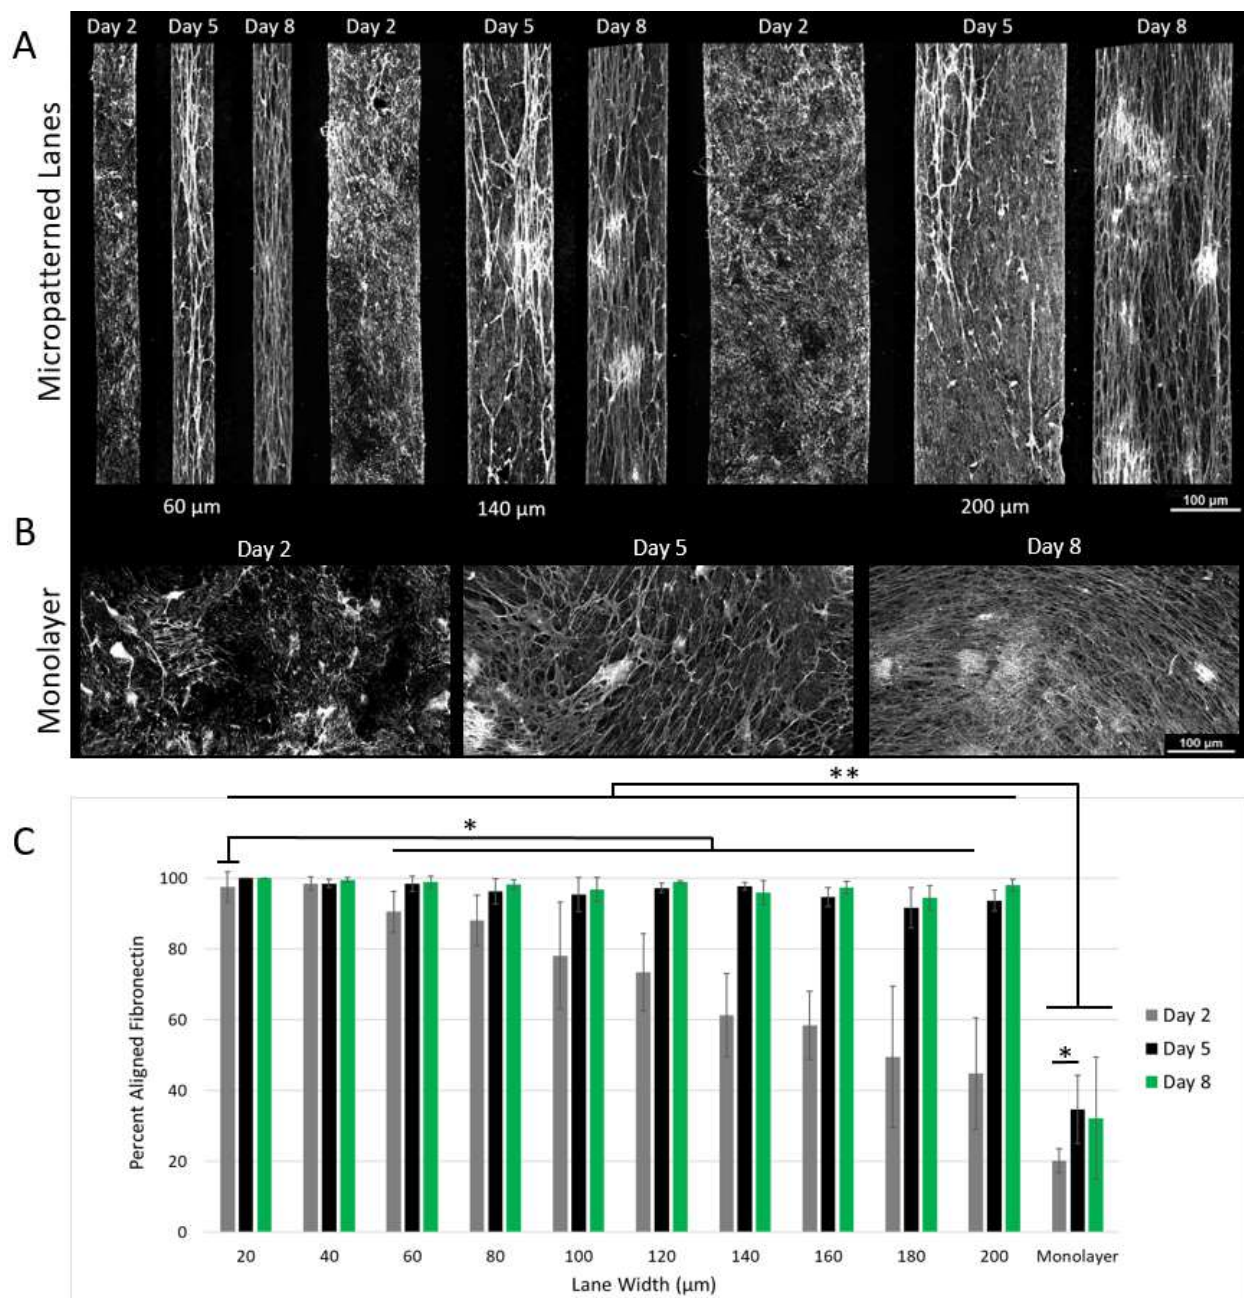 A
Day 2 Day 5 Day 8 Day 2 Day 5 Day 8 Day 2 Day 5 Day 8
Micropatterned Lanes
60 µm 140 µm 200 µm 100 µm
B
Day 2 Day 5 Day 8
Monolayer
100 µm
**
C
*
Percent Aligned Fibronectin
100
80
60
40
20
0
*
Day 2
Day 5
Day 8
20 40 60 80 100 120 140 160 180 200 Monolayer
Lane Width (µm)